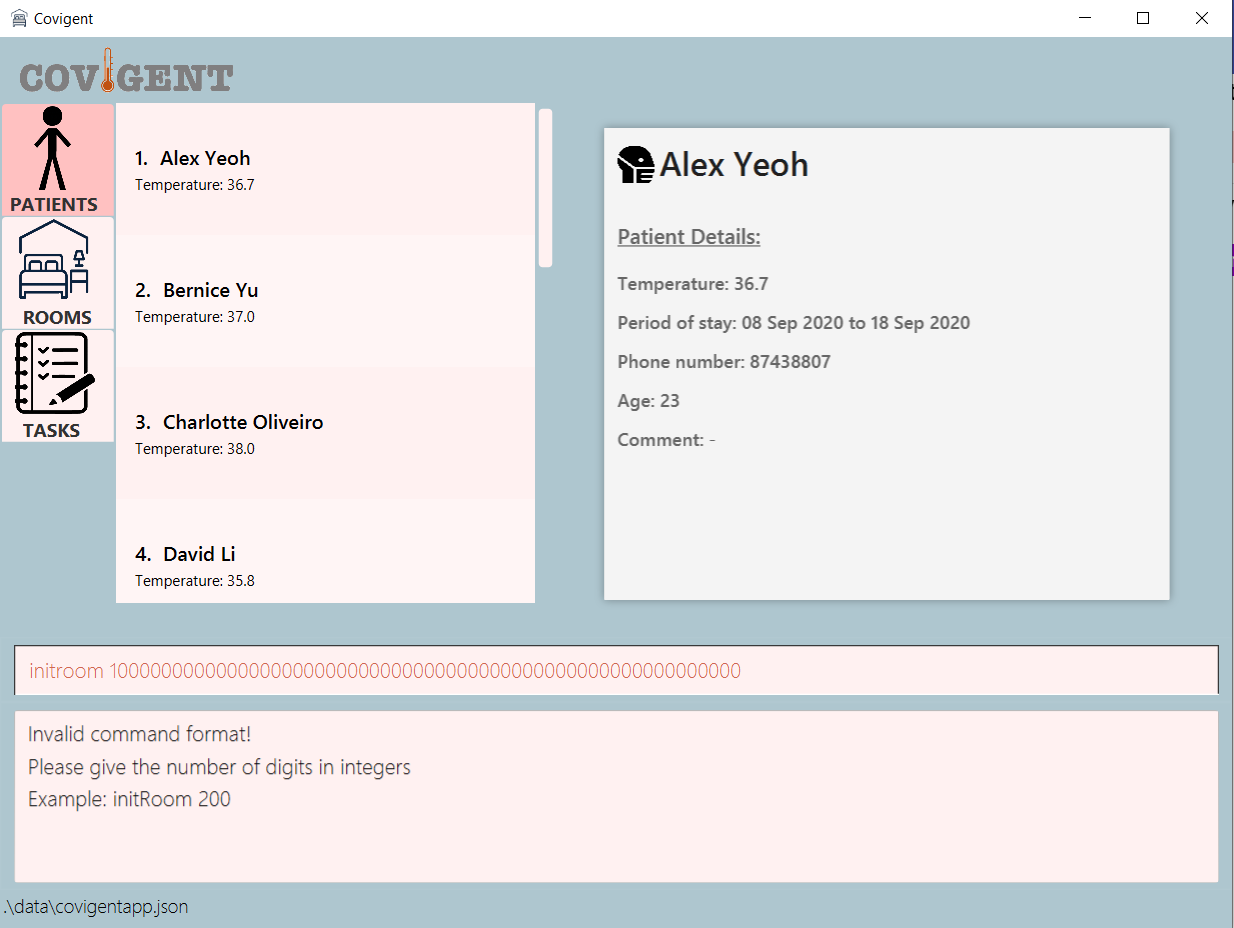 Covigent
COVIGENT
PATIENTS
ROOMS
TASKS
1. Alex Yeoh
Temperature: 36.7
2. Bernice Yu
Temperature: 37.0
3. Charlotte Oliveiro
Temperature: 38.0
4. David Li
Temperature: 35.8
Alex Yeoh
Patient Details:
Temperature: 36.7
Period of stay: 08 Sep 2020 to 18 Sep 2020
Phone number: 87438807
Age: 23
Comment: -
initroom 1000000000000000000000000000000000000000000000000000000
Invalid command format!
Please give the number of digits in integers
Example: initRoom 200
.\data\covigentapp.json